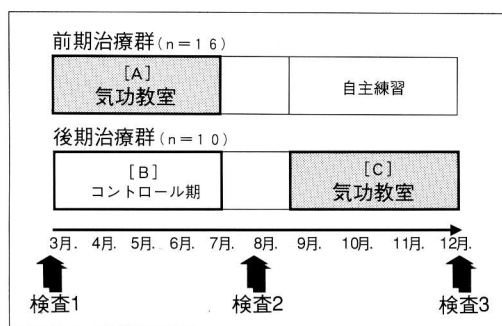 前期治療群(n=16)
[A]
気功教室
自主練習
後期治療群(n=10)
[B]
コントロール期
[C]
気功教室
3月. 4月. 5月. 6月. 7月. 8月. 9月. 10月. 11月. 12月.
検査1 検査2 検査3